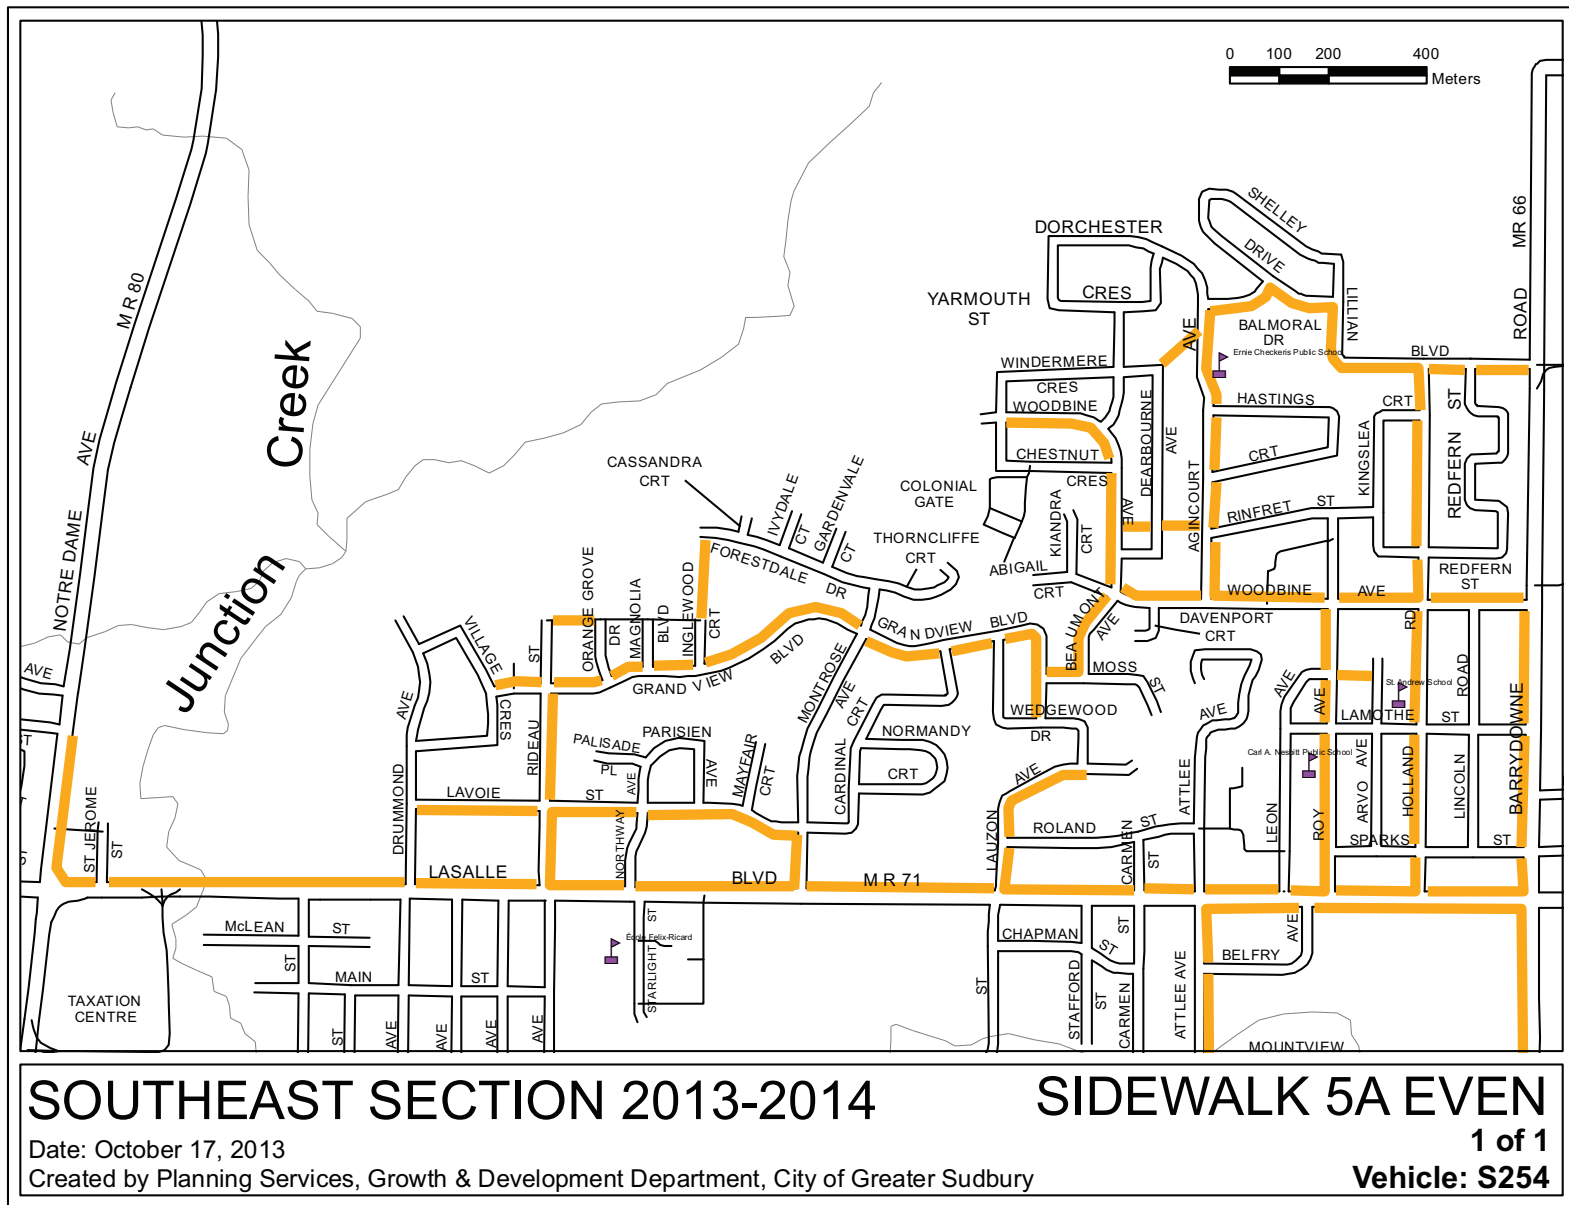 0 100 200 400
Meters
MR 66
ROAD
SHELLEY
DRIVE
DORCHESTER
CRES
LILLIAN
YARMOUTH
ST
AVE
BALMORAL
DR
Ernie Checkeris Public School
BLVD
M R 80
Creek
Junction
WINDERMERE
CRES
WOODBINE
HASTINGS
CRT
ST
CHESTNUT
CRES
DEARBOURNE
AVE
CRT
KINGSLEA
REDFERN
AVE
NOTRE DAME
CASSANDRA
CRT
IVYDALE
CT
GARDENVALE
CT
COLONIAL
GATE
KIANDRA
CRT
AVE
AGINCOURT
RINFRET
ST
THORNCLIFFE
CRT
FORESTDALE
DR
ABIGAIL
CRT
REDFERN
ST
WOODBINE
AVE
ORANGE GROVE
DR
MAGNOLIA
BLVD
INGLEWOOD
CRT
VILLAGE
CRES
ST
GRANDVIEW
BLVD
GRANDVIEW
BLVD
BEAUMONT
AVE
DAVENPORT
CRT
RD
MOSS
ST
AVE
AVE
MONTROSE
AVE
RIDEAU
AVE
AVE
St. Andrew School
ROAD
LAMOTHE
ST
WEDGEWOOD
DR
NORMANDY
CRT
CARDINAL
CRT
PARISIEN
AVE
PALISADE
PL
MAYFAIR
CRT
AVE
ST
Carl A. Nesbitt Public School
BARRYDOWNE
LAVOIE
ST
DRUMMOND
NORTHWAY
AVE
LAUZON
ROLAND
ST
ATTLEE
CARMEN
ST
LEON
ROY
ARVO AVE
HOLLAND
LINCOLN
SPARKS
ST
ST JEROME
ST
LASALLE
BLVD
M R 71
McLEAN
ST
ST
MAIN
ST
École Felix-Ricard
STARLIGHT
ST
CHAPMAN
ST
ST
BELFRY
AVE
TAXATION
CENTRE
ST
AVE
AVE
AVE
AVE
ST
STAFFORD
ST
CARMEN
ATTLEE AVE
MOUNTVIEW
SOUTHEAST SECTION 2013-2014
SIDEWALK 5A EVEN
Date: October 17, 2013
1 of 1
Created by Planning Services, Growth & Development Department, City of Greater Sudbury
Vehicle: S254